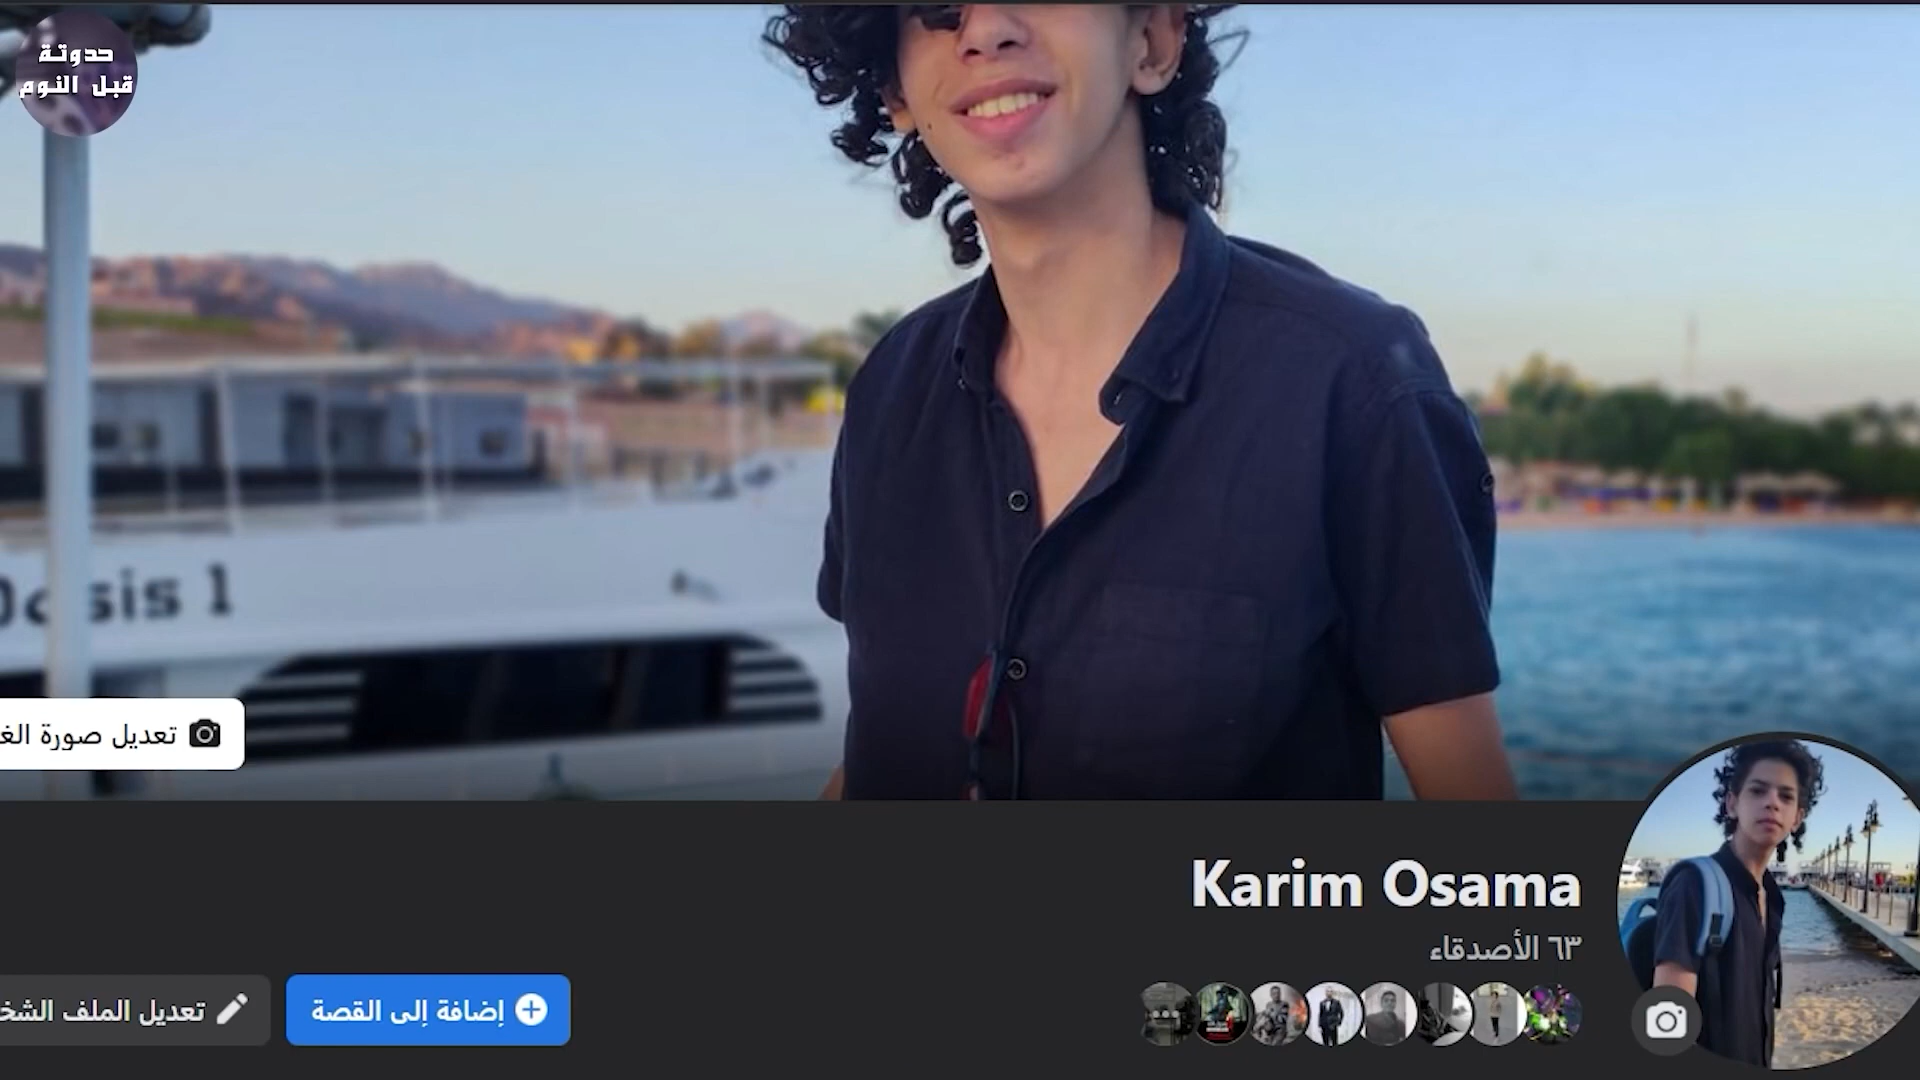 حدوتة
قبل النوم
Oasis 1
تعديل صورة الغ
Karim Osama
٦٣ الأصدقاء
إضافة إلى القصة
تعديل الملف الشخ